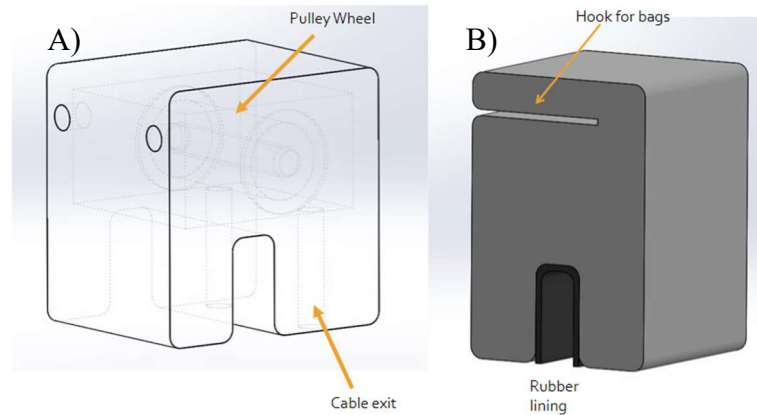 A)
Pulley Wheel
Cable exit
B)
Hook for bags
Rubber
lining